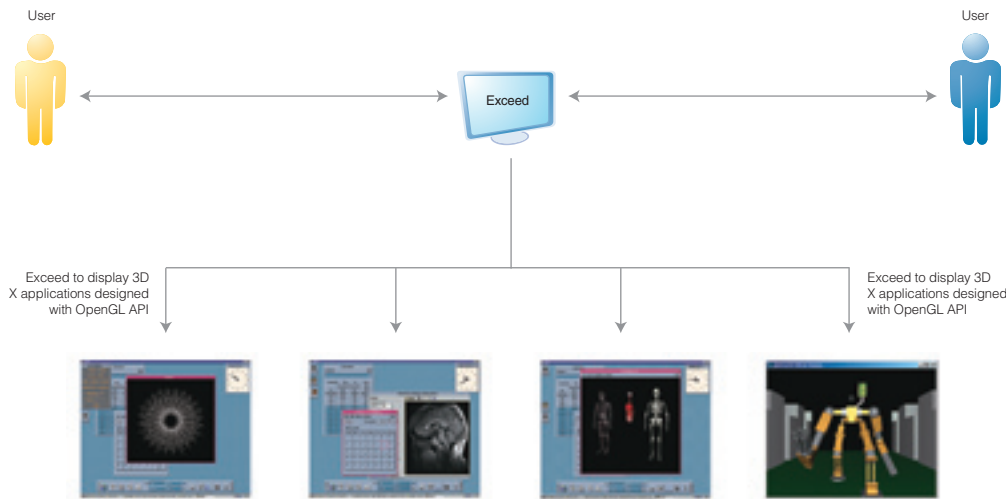 User
User
Exceed
Exceed to display 3D
X applications designed
with OpenGL API
Exceed to display 3D
X applications designed
with OpenGL API